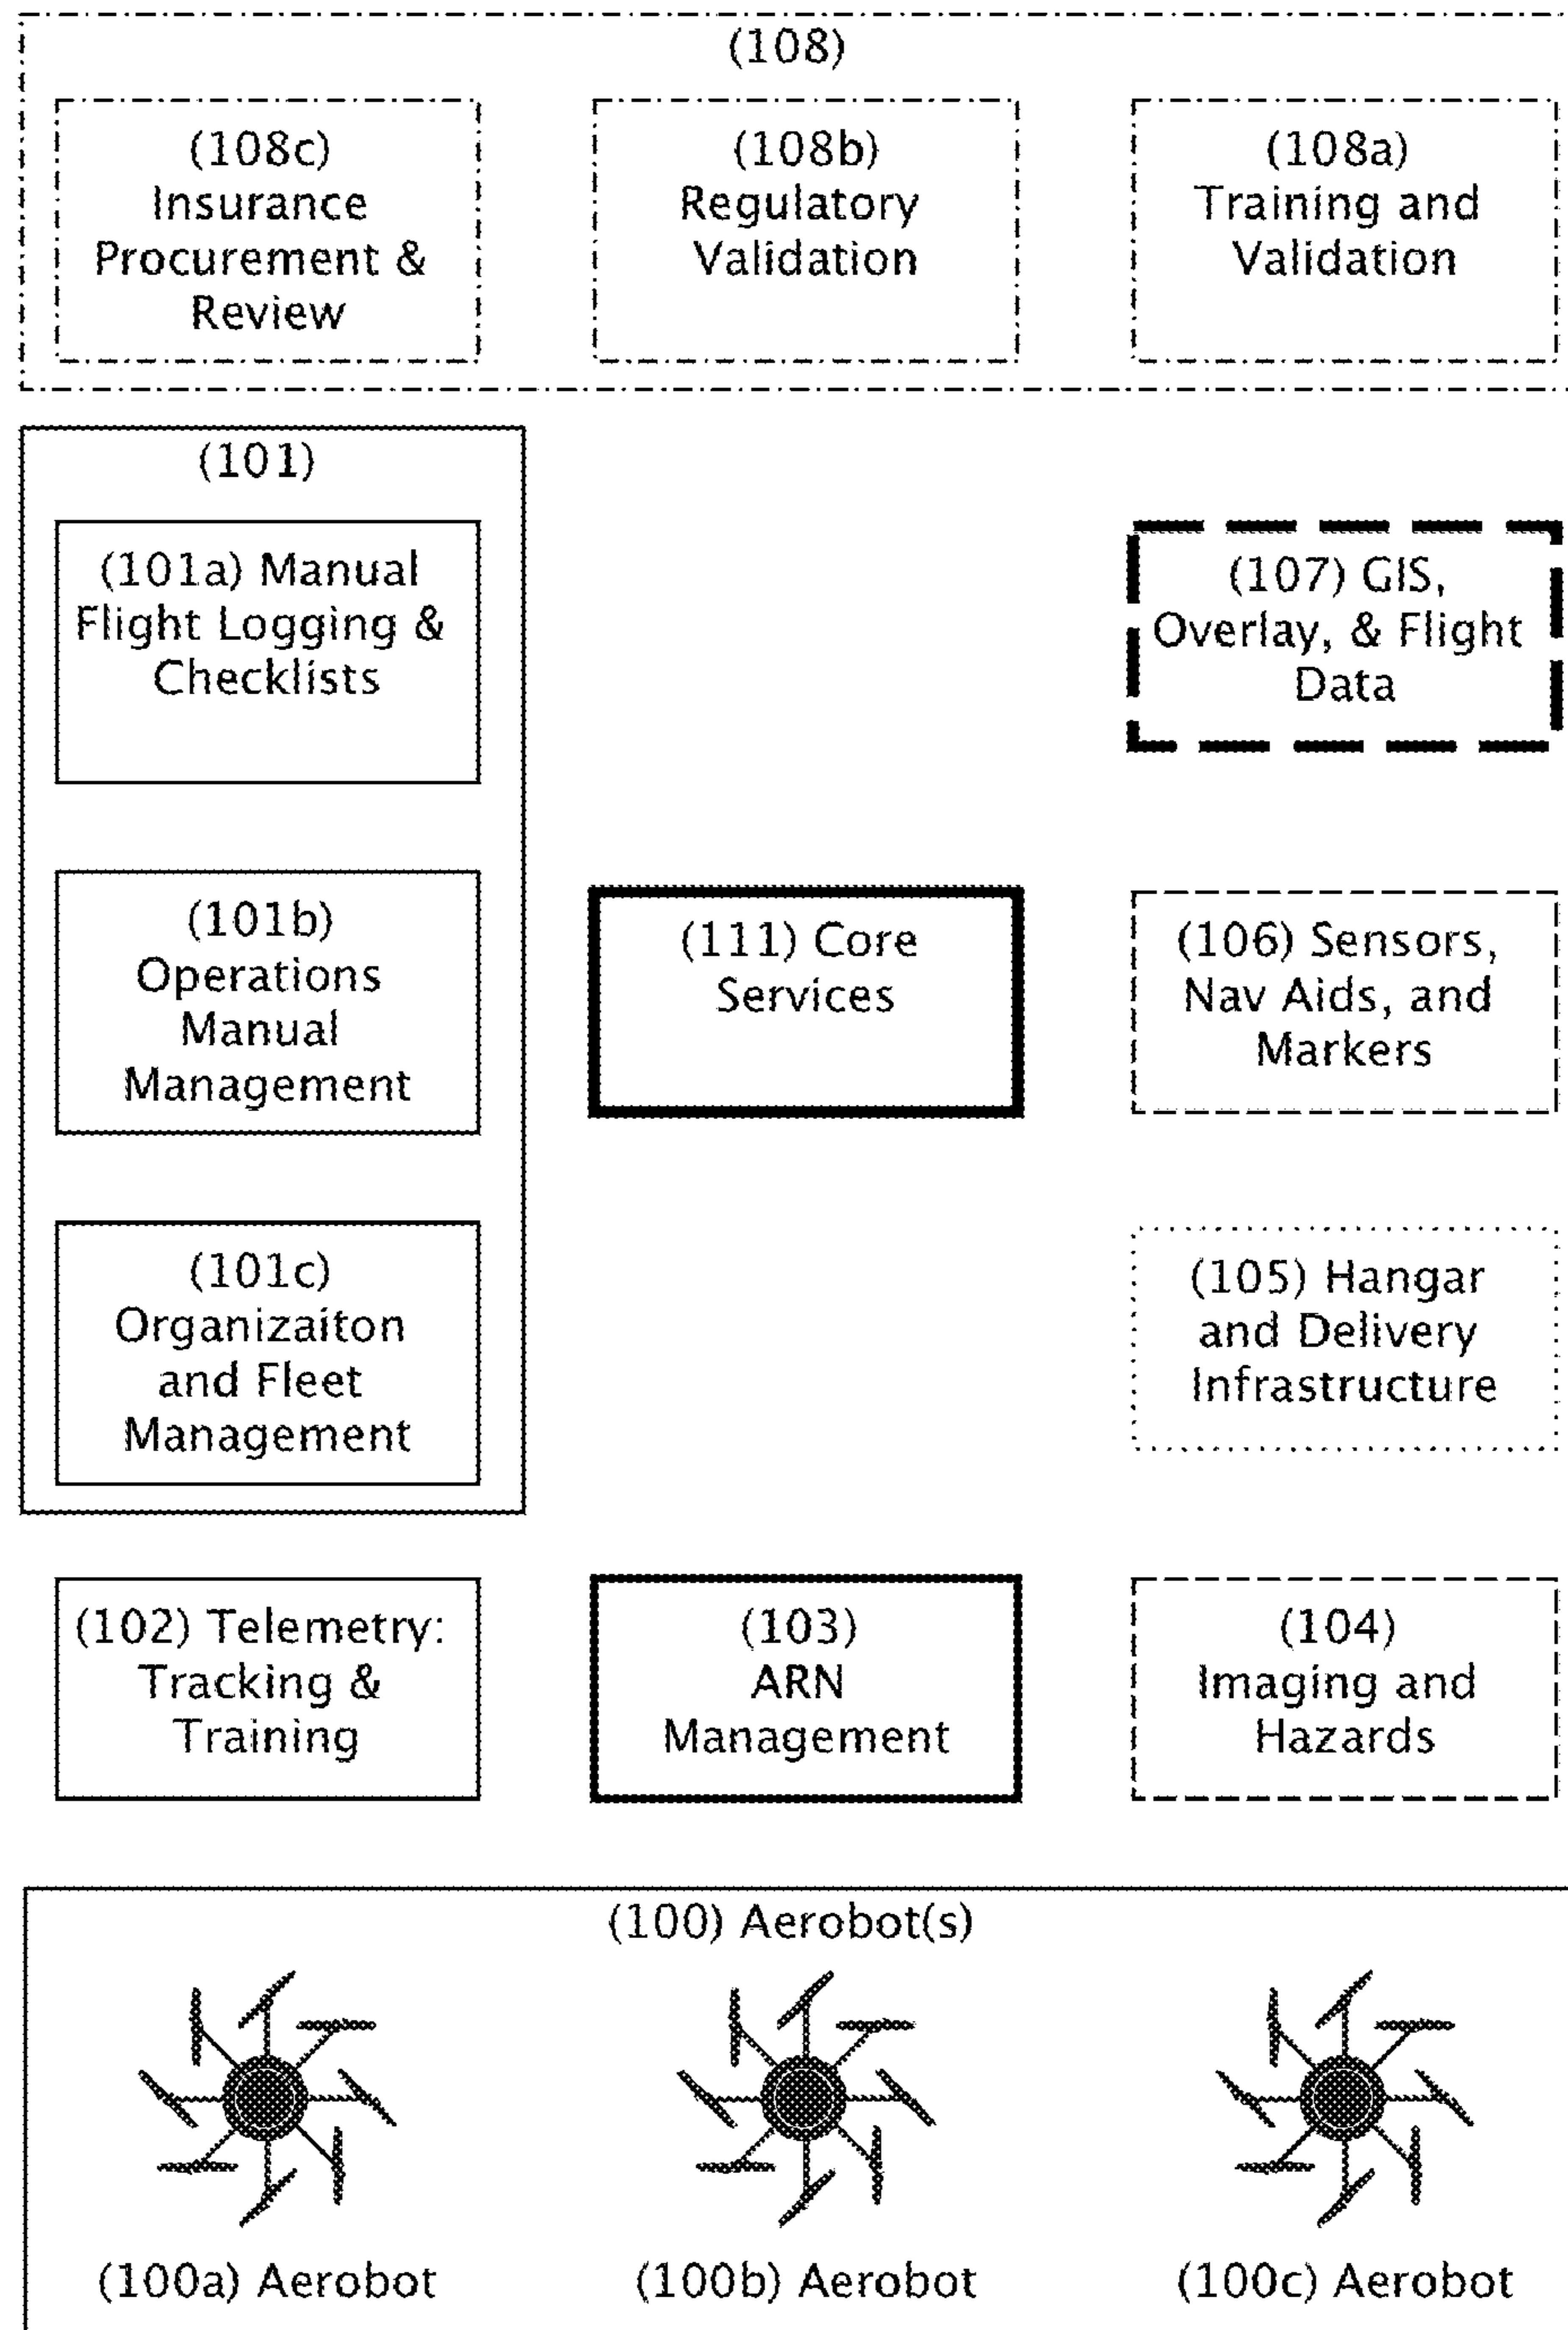 (108)
(108c)
Insurance
Procurement &
Review
(108b)
Regulatory
Validation
(108a)
Training and
Validation
(101)
(101a) Manual
Flight Logging &
Checklists
(107) GIS,
Overlay, & Flight
Data
(101b)
Operations
Manual
Management
(111) Core
Services
(106) Sensors,
Nav Aids, and
Markers
(101c)
Organizaiton
and Fleet
Management
(105) Hangar
and Delivery
Infrastructure
(102) Telemetry:
Tracking &
Training
(103)
ARN
Management
(104)
Imaging and
Hazards
(100) Aerobot(s)
(100a) Aerobot
(100b) Aerobot
(100c) Aerobot